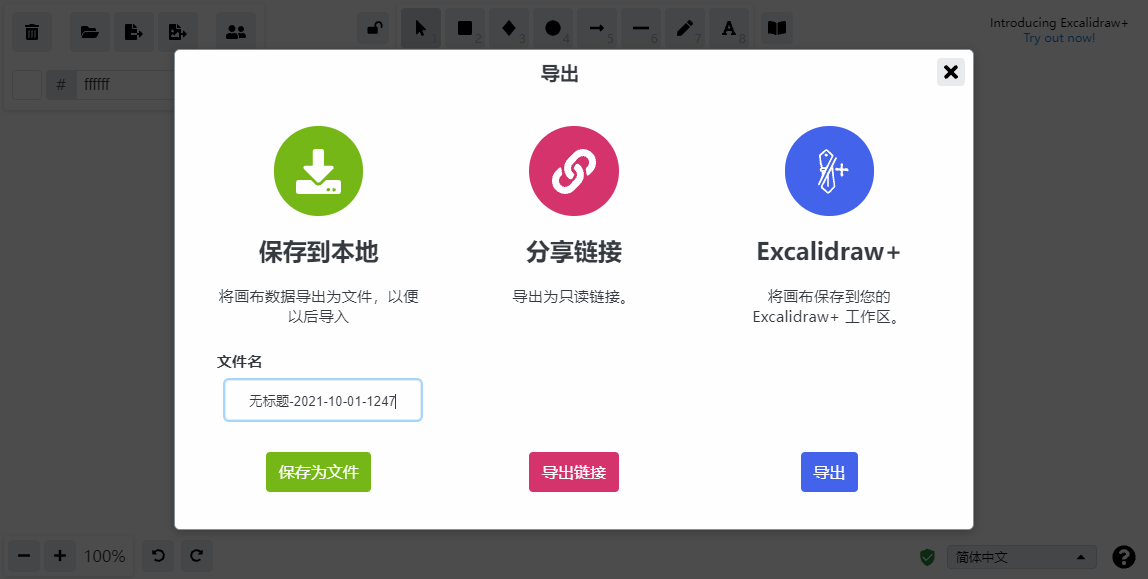 1
2
3
4
5
6
7
A
8
Introducing Excalidraw+
Try out now!
#
ffffff
导出
保存到本地
将画布数据导出为文件，以便
以后导入
文件名
无标题-2021-10-01-1247
保存为文件
分享链接
导出为只读链接。
导出链接
Excalidraw+
将画布保存到您的
Excalidraw+ 工作区。
导出
100%
简体中文